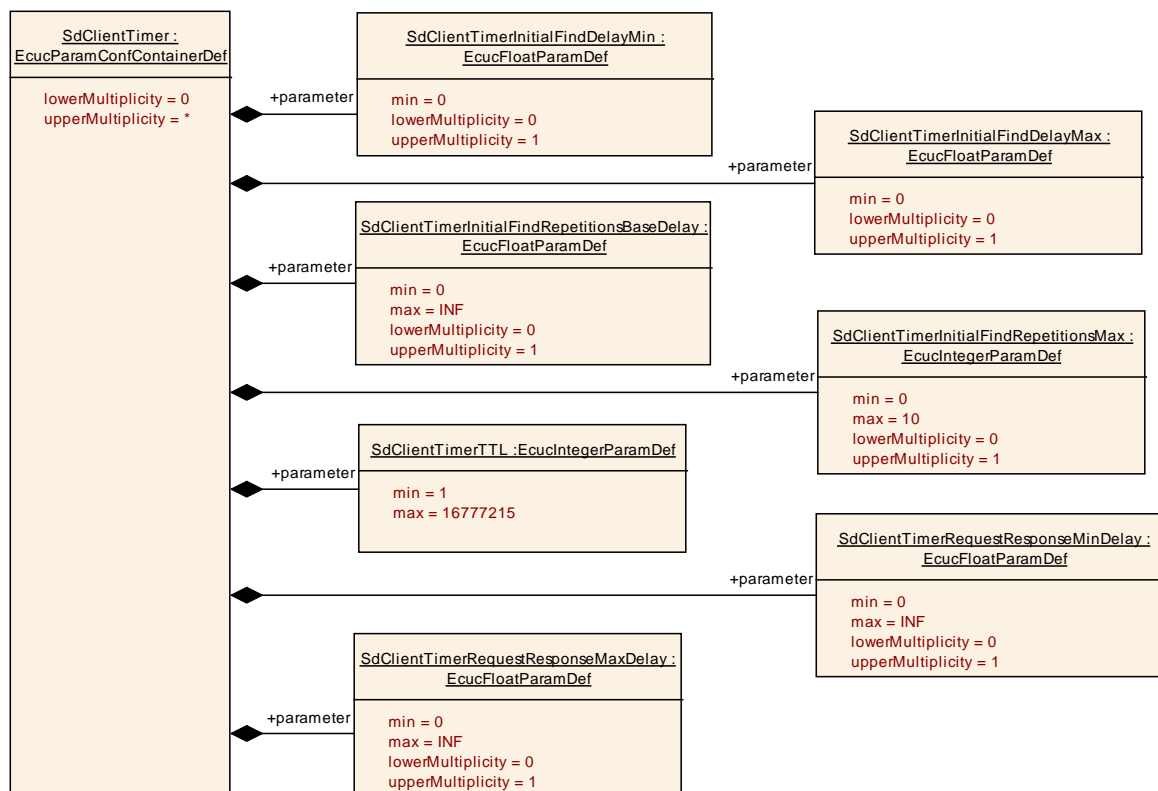 SdClientTimer :
EcucParamConfContainerDef
lowerMultiplicity = 0
upperMultiplicity = *
SdClientTimerInitialFindDelayMin :
EcucFloatParamDef
+parameter
min = 0
lowerMultiplicity = 0
upperMultiplicity = 1
SdClientTimerInitialFindDelayMax :
EcucFloatParamDef
+parameter
min = 0
lowerMultiplicity = 0
upperMultiplicity = 1
SdClientTimerInitialFindRepetitionsBaseDelay :
EcucFloatParamDef
+parameter
min = 0
max = INF
lowerMultiplicity = 0
upperMultiplicity = 1
SdClientTimerInitialFindRepetitionsMax :
EcucIntegerParamDef
+parameter
min = 0
max = 10
lowerMultiplicity = 0
upperMultiplicity = 1
SdClientTimerTTL :EcucIntegerParamDef
+parameter
min = 1
max = 16777215
SdClientTimerRequestResponseMinDelay :
EcucFloatParamDef
+parameter
min = 0
max = INF
lowerMultiplicity = 0
upperMultiplicity = 1
SdClientTimerRequestResponseMaxDelay :
EcucFloatParamDef
+parameter
min = 0
max = INF
lowerMultiplicity = 0
upperMultiplicity = 1